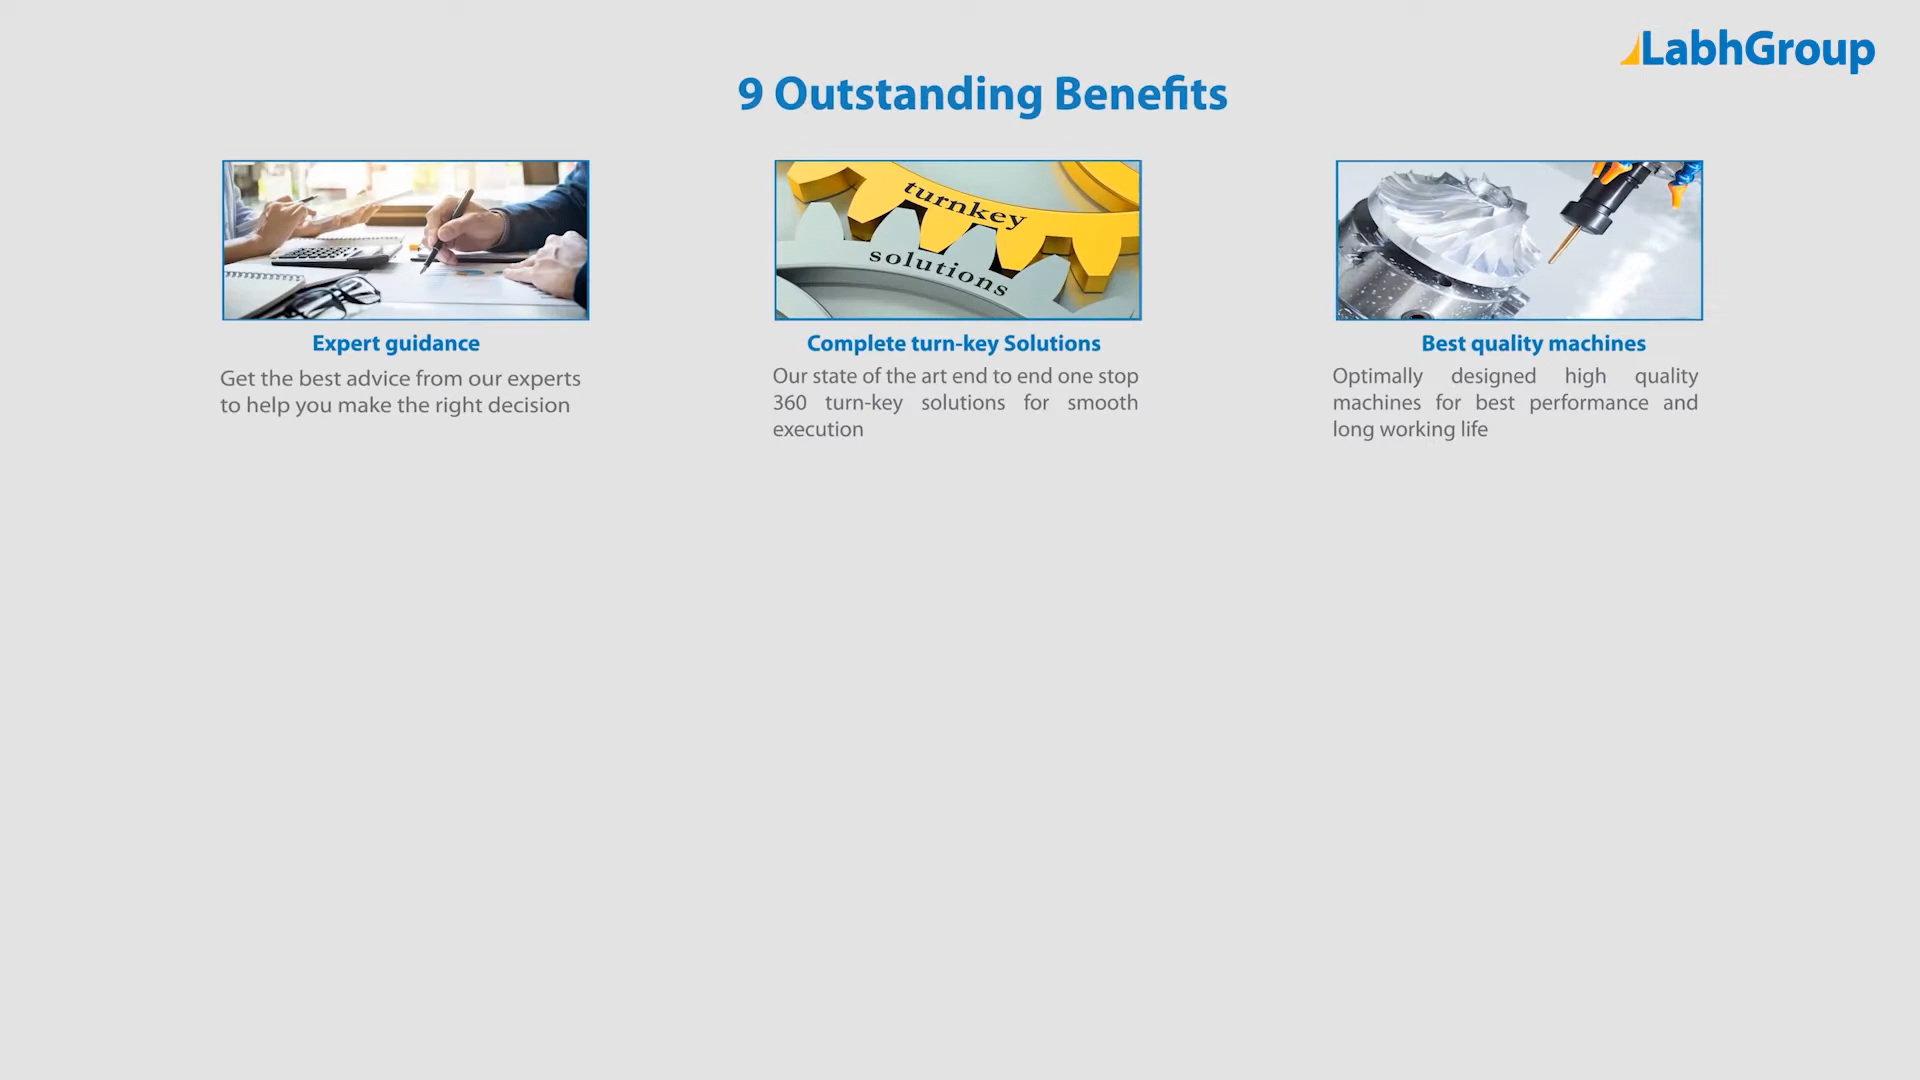 LabhGroup
9 Outstanding Benefits
turnkey
solutions
Expert guidance
Get the best advice from our experts
to help you make the right decision
Complete turn-key Solutions
Our state of the art end to end one stop
360 turn-key solutions for smooth
execution
Best quality machines
Optimally designed high quality
machines for best performance and
long working life